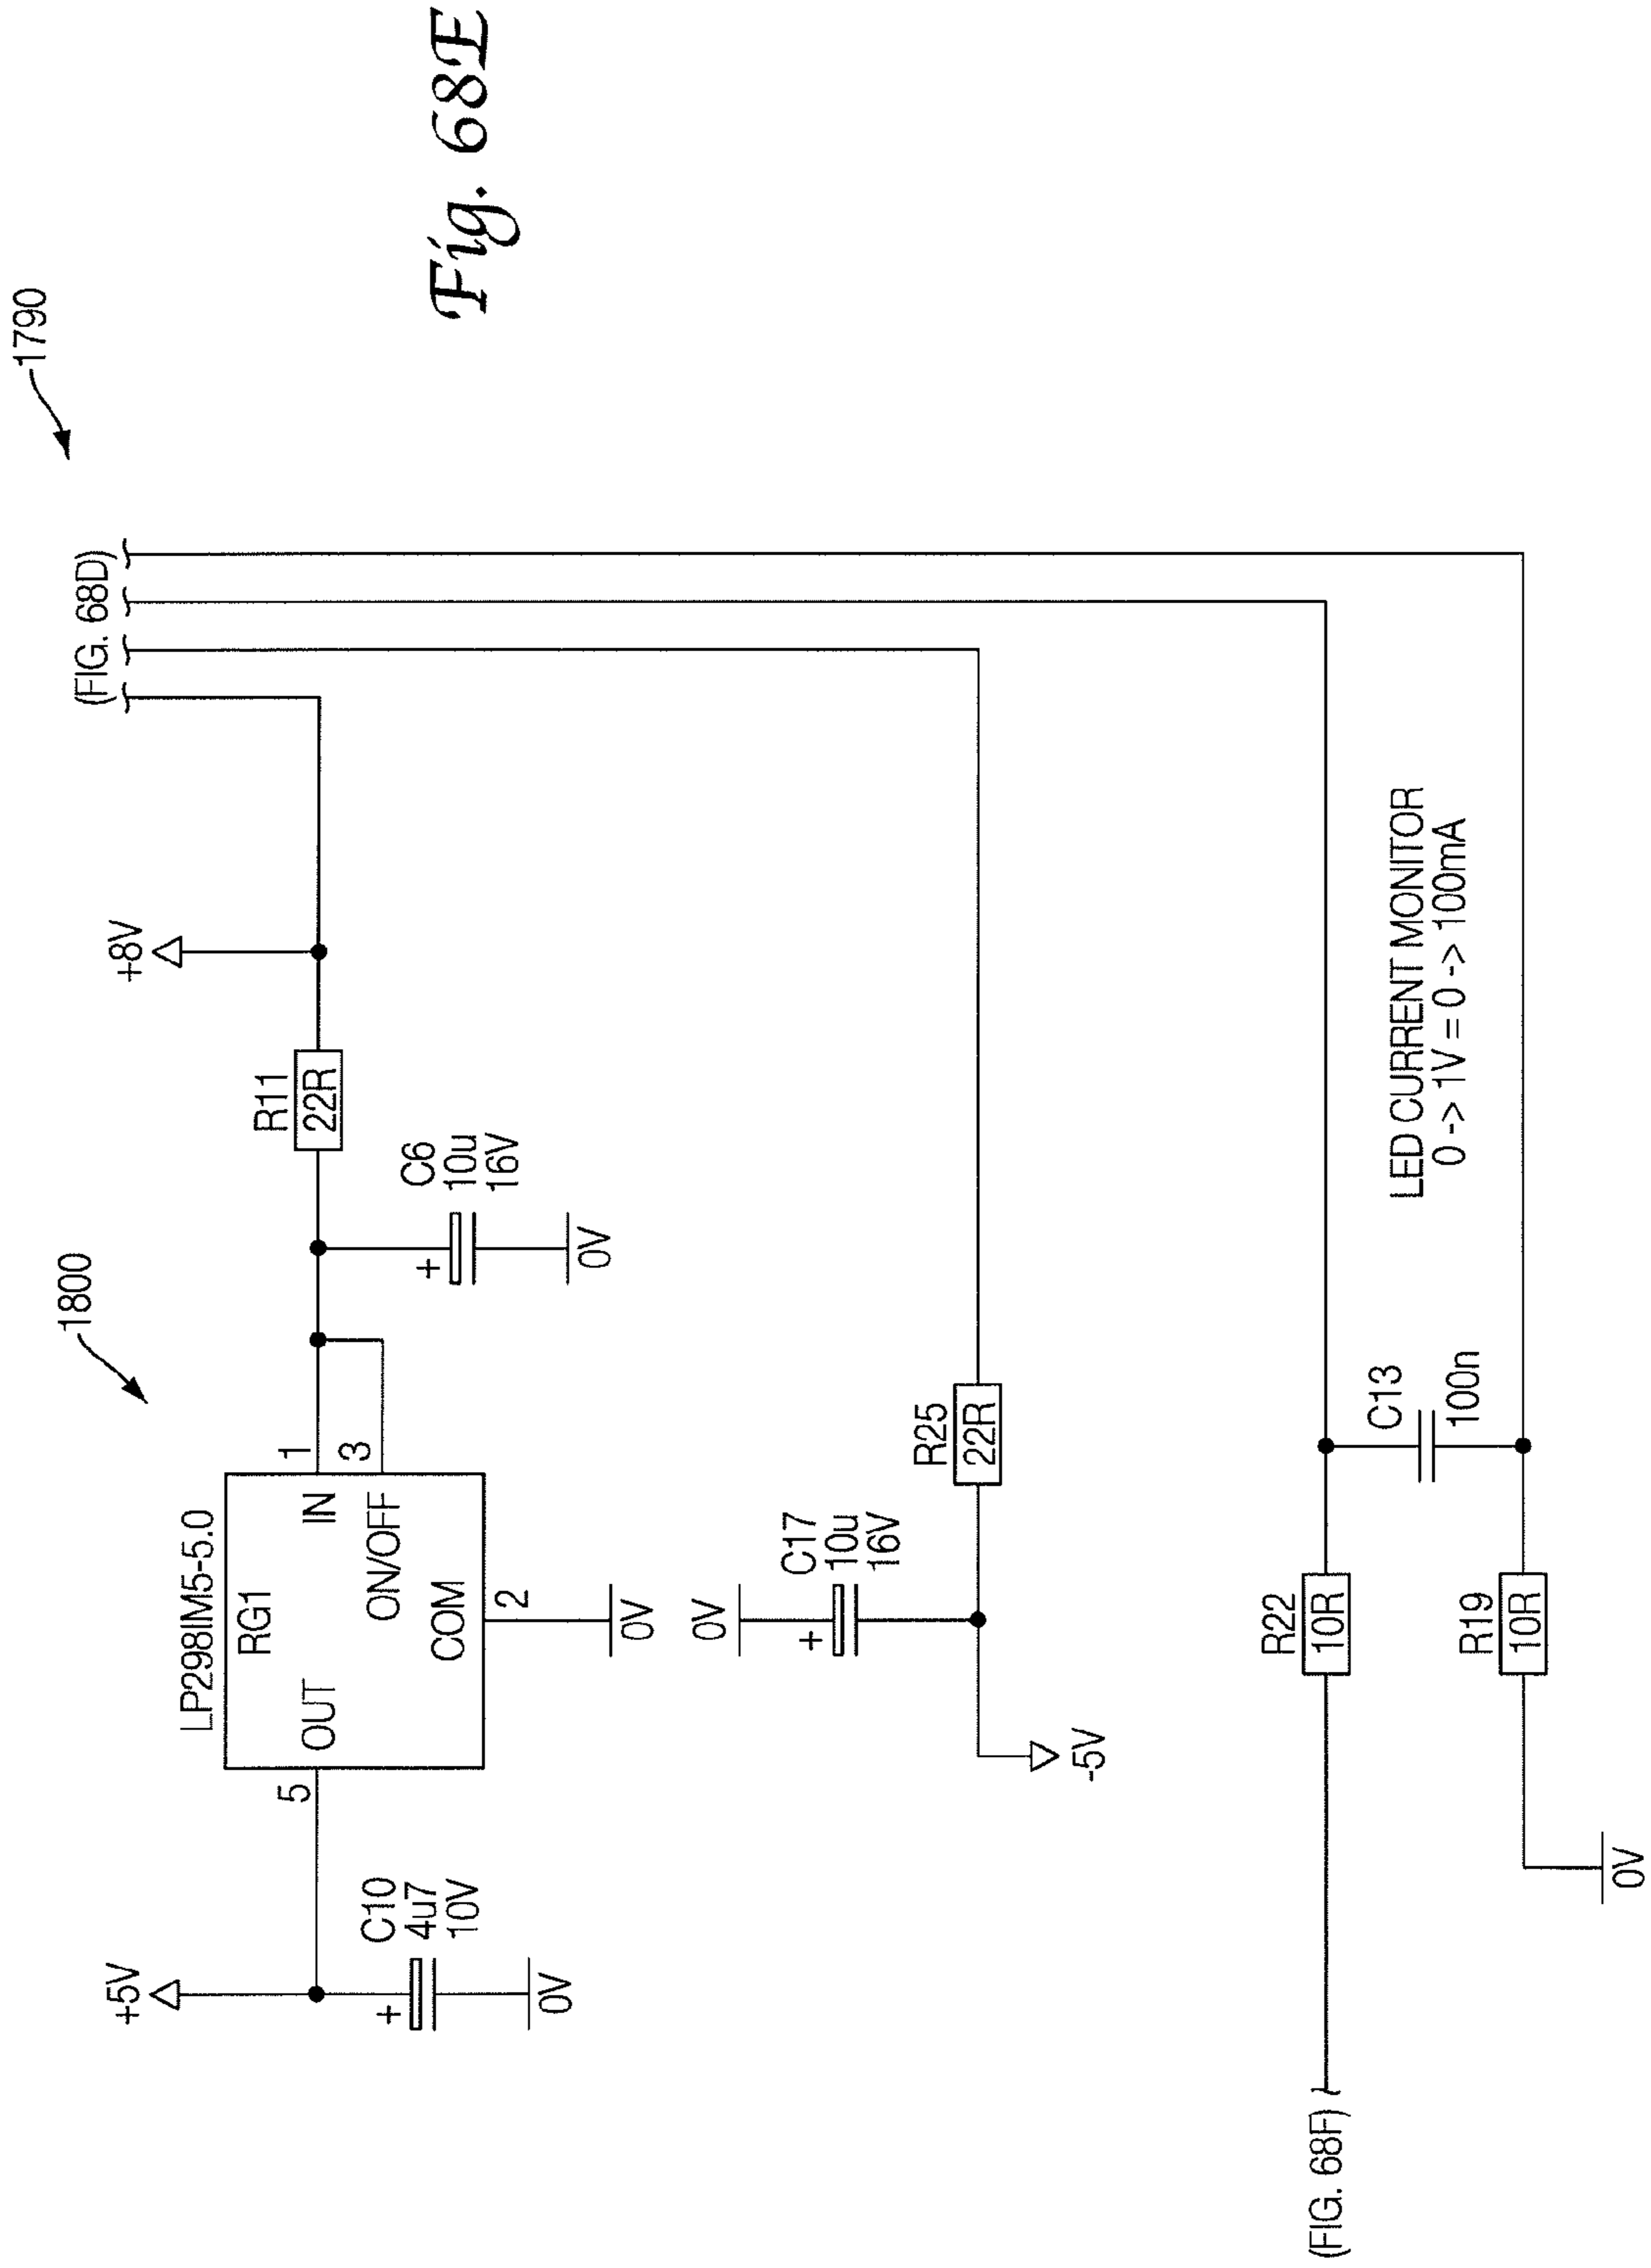 Fig. 68E
1790
1800
(FIG. 68D)
+5V
C10
4u7
10V
0V
LP298IM5-5.0
RG1
5
OUT
IN
1
ON/OFF
3
COM
2
0V
C6
10u
16V
0V
R11
22R
+8V
0V
C17
10u
16V
-5V
R25
22R
(FIG. 68F)
R22
10R
C13
100n
R19
10R
0V
LED CURRENT MONITOR
0 -> 1V = 0 -> 100mA